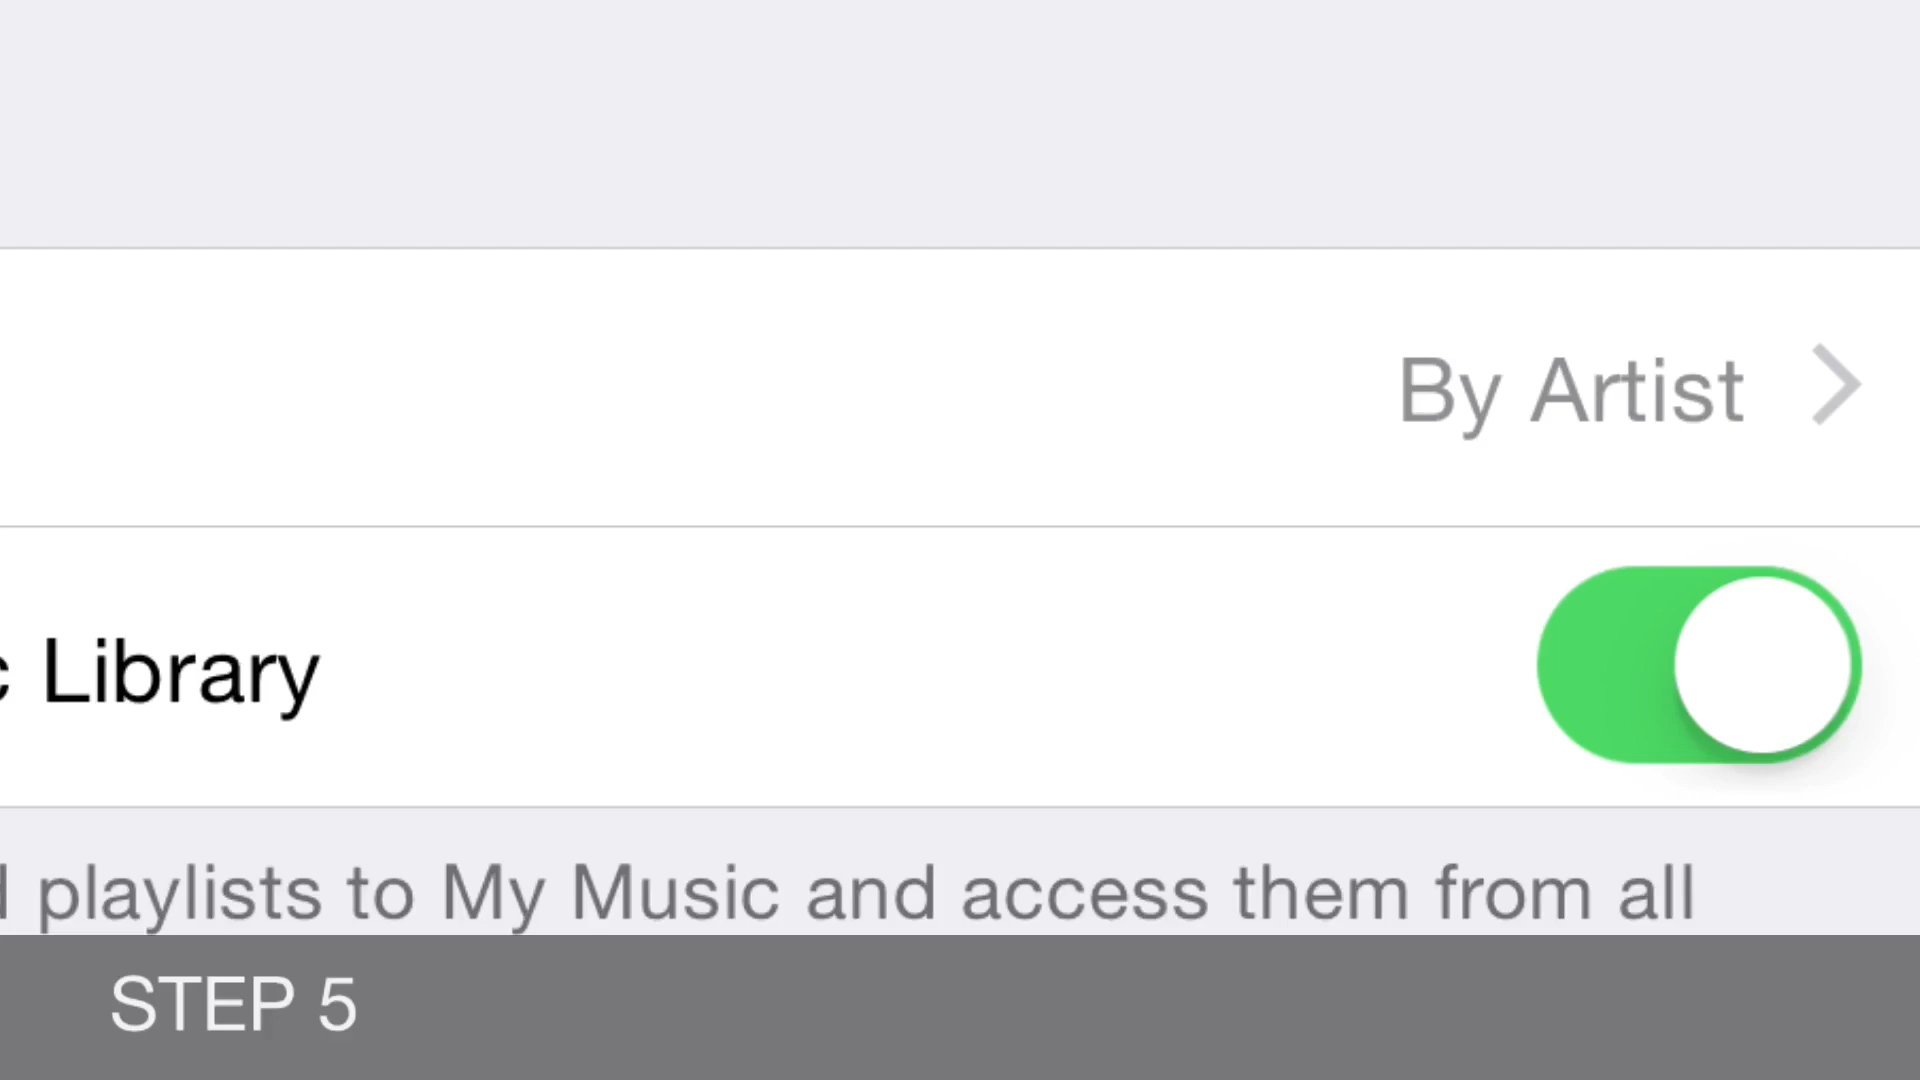 By Artist
Library
playlists to My Music and access them from all
STEP 5